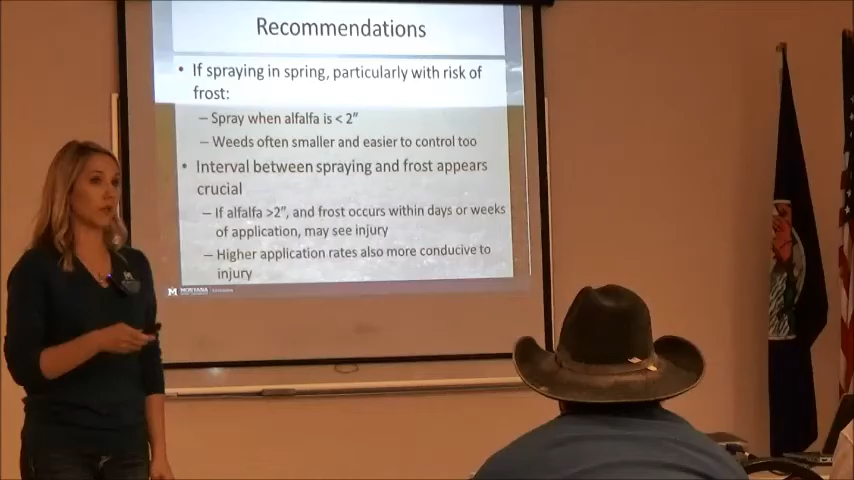 Recommendations
• If spraying in spring, particularly with risk of
frost:
– Spray when alfalfa is < 2”
– Weeds often smaller and easier to control too
• Interval between spraying and frost appears
crucial
– If alfalfa >2”, and frost occurs within days or weeks
of application, may see injury
– Higher application rates also more conducive to
injury
M MONTANA